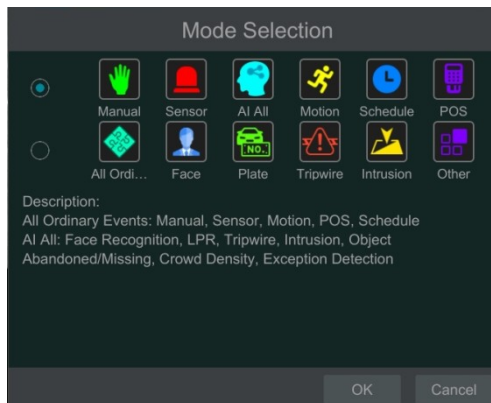 Mode Selection
Manual Sensor AI All Motion Schedule POS
NO.
All Ordi... Face Plate Tripwire Intrusion Other
Description:
All Ordinary Events: Manual, Sensor, Motion, POS, Schedule
AI All: Face Recognition, LPR, Tripwire, Intrusion, Object
Abandoned/Missing, Crowd Density, Exception Detection
OK Cancel